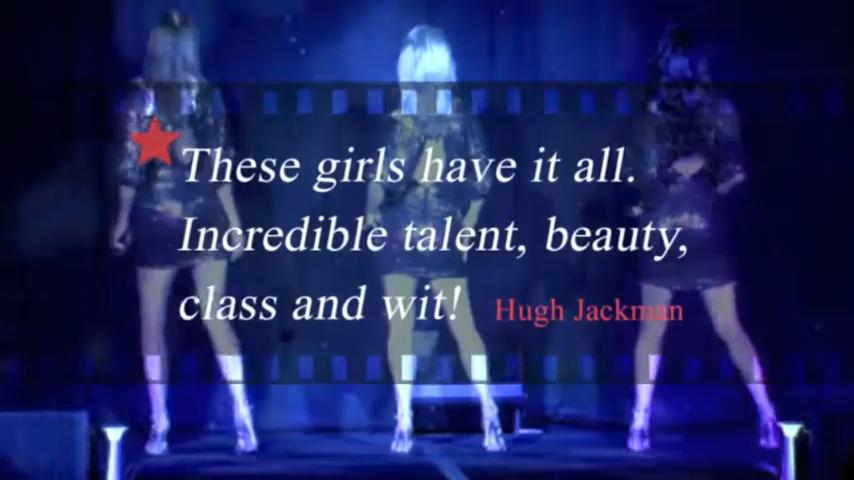 These girls have it all.
Incredible talent, beauty,
class and wit! Hugh Jackman